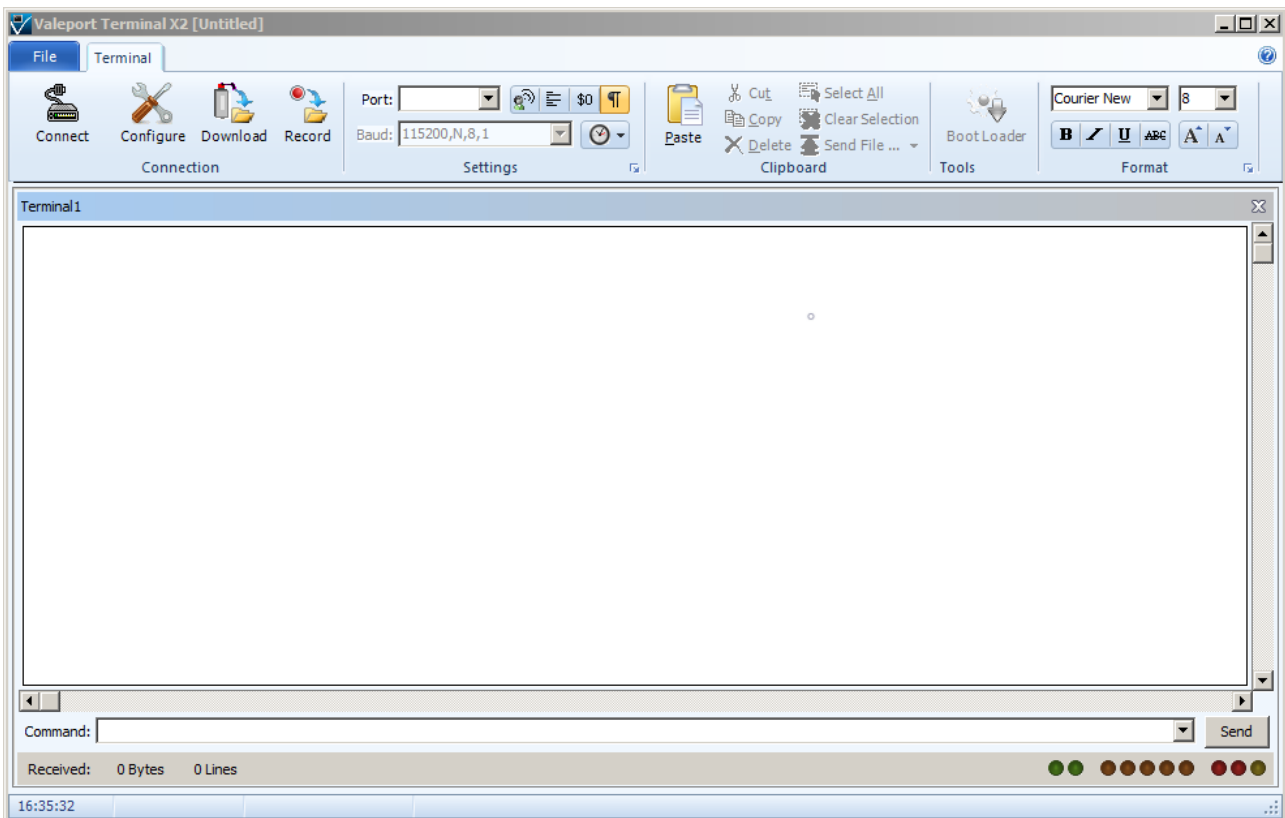 Valeport Terminal X2 [Untitled]
File Terminal
Connect Configure Download Record
Connection
Port:
$0 ¶
Baud: 115200,N,8,1
Settings
Paste
Cut Select All
Copy Clear Selection
Delete Send File ...
Clipboard
Boot Loader
Tools
Courier New 8
B I U ABC A A
Format
Terminal1
Command: Send
Received: 0 Bytes 0 Lines
16:35:32